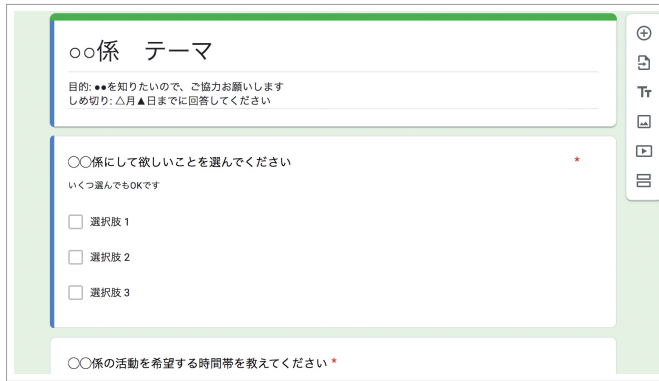 ○○係　テーマ
目的: ●●を知りたいので、ご協力お願いします
しめ切り: △月▲日までに回答してください
〇〇係にして欲しいことを選んでください *
いくつ選んでもOKです
選択肢 1
選択肢 2
選択肢 3
〇〇係の活動を希望する時間帯を教えてください *
Tт